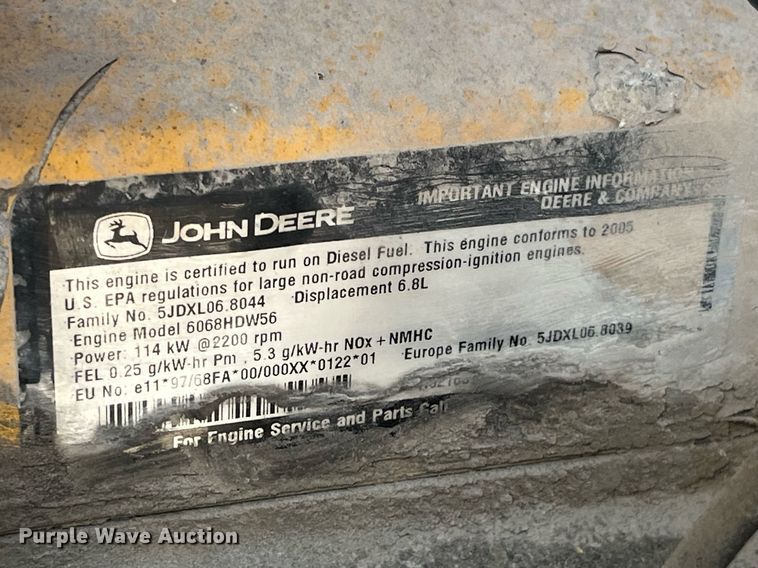 IMPORTANT ENGINE INFORMATION
DEERE & COMPANY
JOHN DEERE
This engine is certified to run on Diesel Fuel. This engine conforms to 2005
U.S. EPA regulations for large non-road compression-ignition engines.
Family No. 5JDXL06.8044 Displacement 6.8L
Engine Model 6068HDW56
Power: 114 kW @2200 rpm
FEL 0.25 g/kW-hr Pm , 5.3 g/kW-hr NOx + NMHC
EU No: e11*97/68FA*00/000XX*0122*01 Europe Family No. 5JDXL06.8039
For Engine Service and Parts Call
Purple Wave Auction